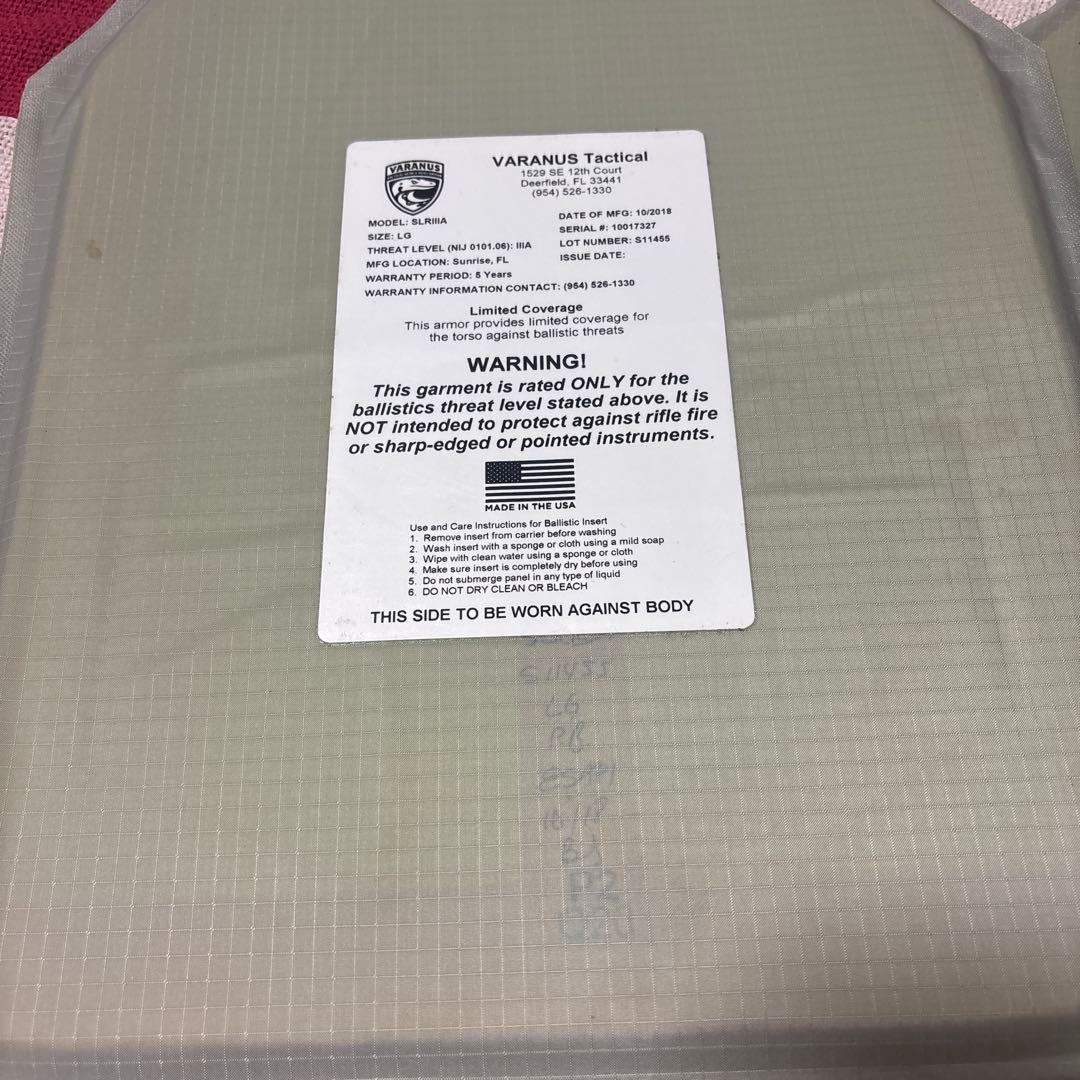 VARANUS
VARANUS Tactical
1529 SE 12th Court
Deerfield, FL 33441
(954) 526-1330
MODEL: SLRIIIA
SIZE: LG
THREAT LEVEL (NIJ 0101.06): IIIA
MFG LOCATION: Sunrise, FL
WARRANTY PERIOD: 5 Years
WARRANTY INFORMATION CONTACT: (954) 526-1330
DATE OF MFG: 10/2018
SERIAL #: 10017327
LOT NUMBER: S11455
ISSUE DATE:
Limited Coverage
This armor provides limited coverage for
the torso against ballistic threats
WARNING!
This garment is rated ONLY for the
ballistics threat level stated above. It is
NOT intended to protect against rifle fire
or sharp-edged or pointed instruments.
MADE IN THE USA
Use and Care Instructions for Ballistic Insert
1. Remove insert from carrier before washing
2. Wash insert with a sponge or cloth using a mild soap
3. Wipe with clean water using a sponge or cloth
4. Make sure insert is completely dry before using
5. Do not submerge panel in any type of liquid
6. DO NOT DRY CLEAN OR BLEACH
THIS SIDE TO BE WORN AGAINST BODY
S11455
LG
10/18